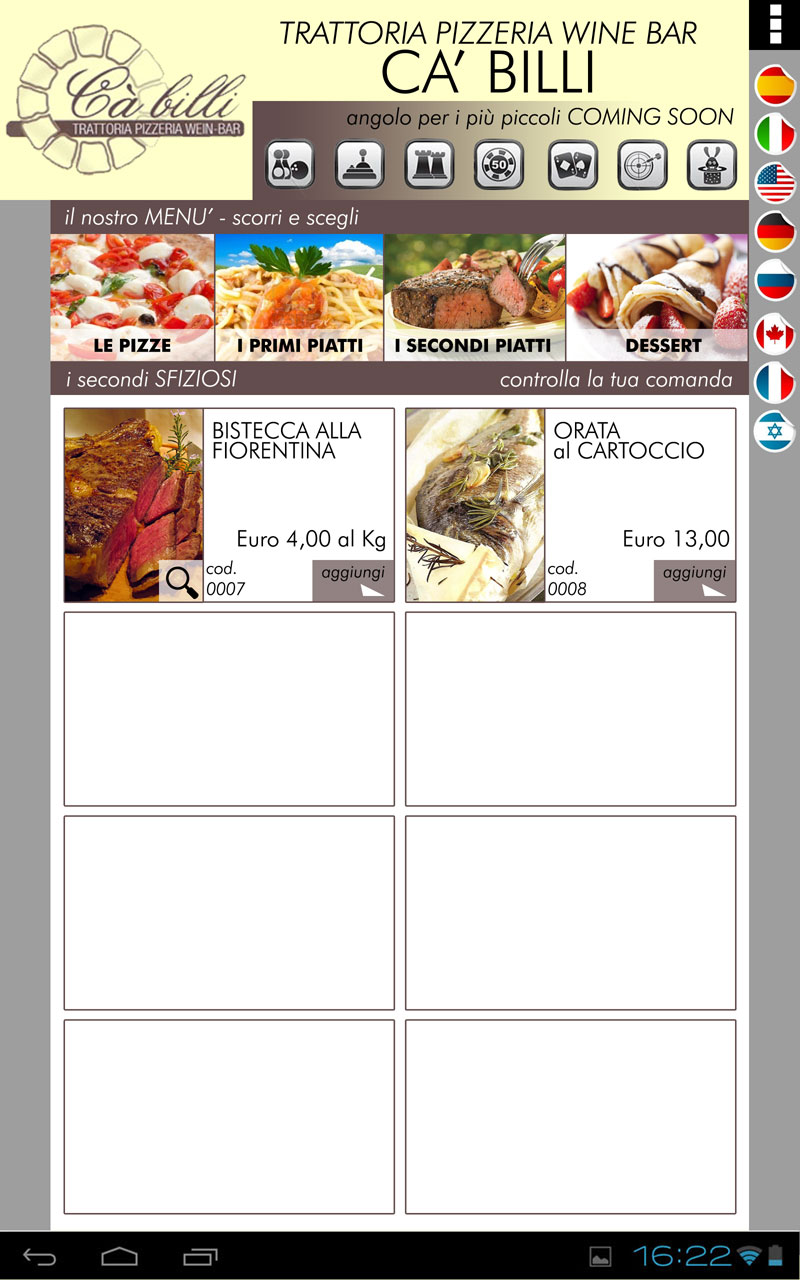 Cà billi
TRATTORIA PIZZERIA WEIN-BAR
TRATTORIA PIZZERIA WINE BAR
CA' BILLI
angolo per i più piccoli COMING SOON
50
il nostro MENU' - scorri e scegli
LE PIZZE
I PRIMI PIATTI
I SECONDI PIATTI
DESSERT
i secondi SFIZIOSI
controlla la tua comanda
BISTECCA ALLA
FIORENTINA
Euro 4,00 al Kg
cod.
0007
aggiungi
ORATA
al CARTOCCIO
Euro 13,00
cod.
0008
aggiungi
16:22